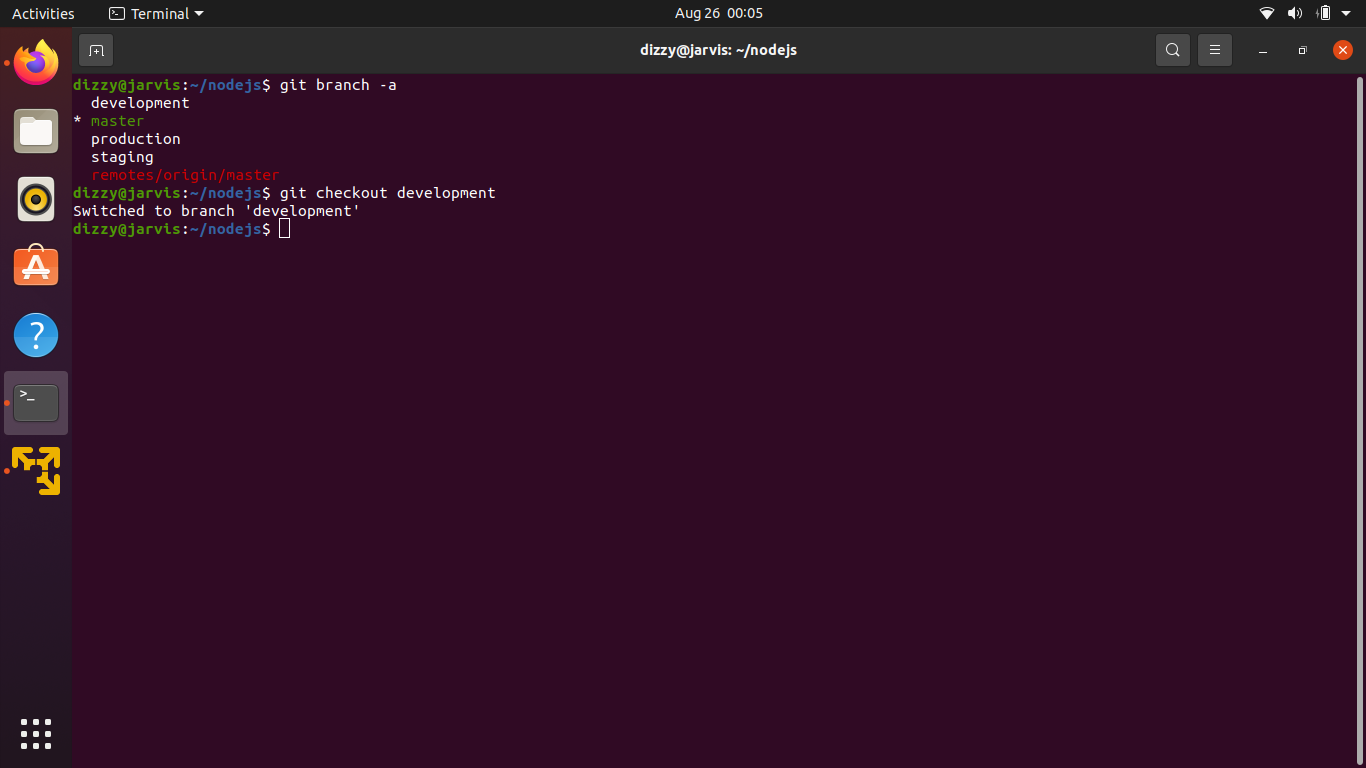 Activities
Terminal
Aug 26 00:05
dizzy@jarvis: ~/nodejs
dizzy@jarvis:~/nodejs$ git branch -a
  development
* master
  production
  staging
  remotes/origin/master
dizzy@jarvis:~/nodejs$ git checkout development
Switched to branch 'development'
dizzy@jarvis:~/nodejs$